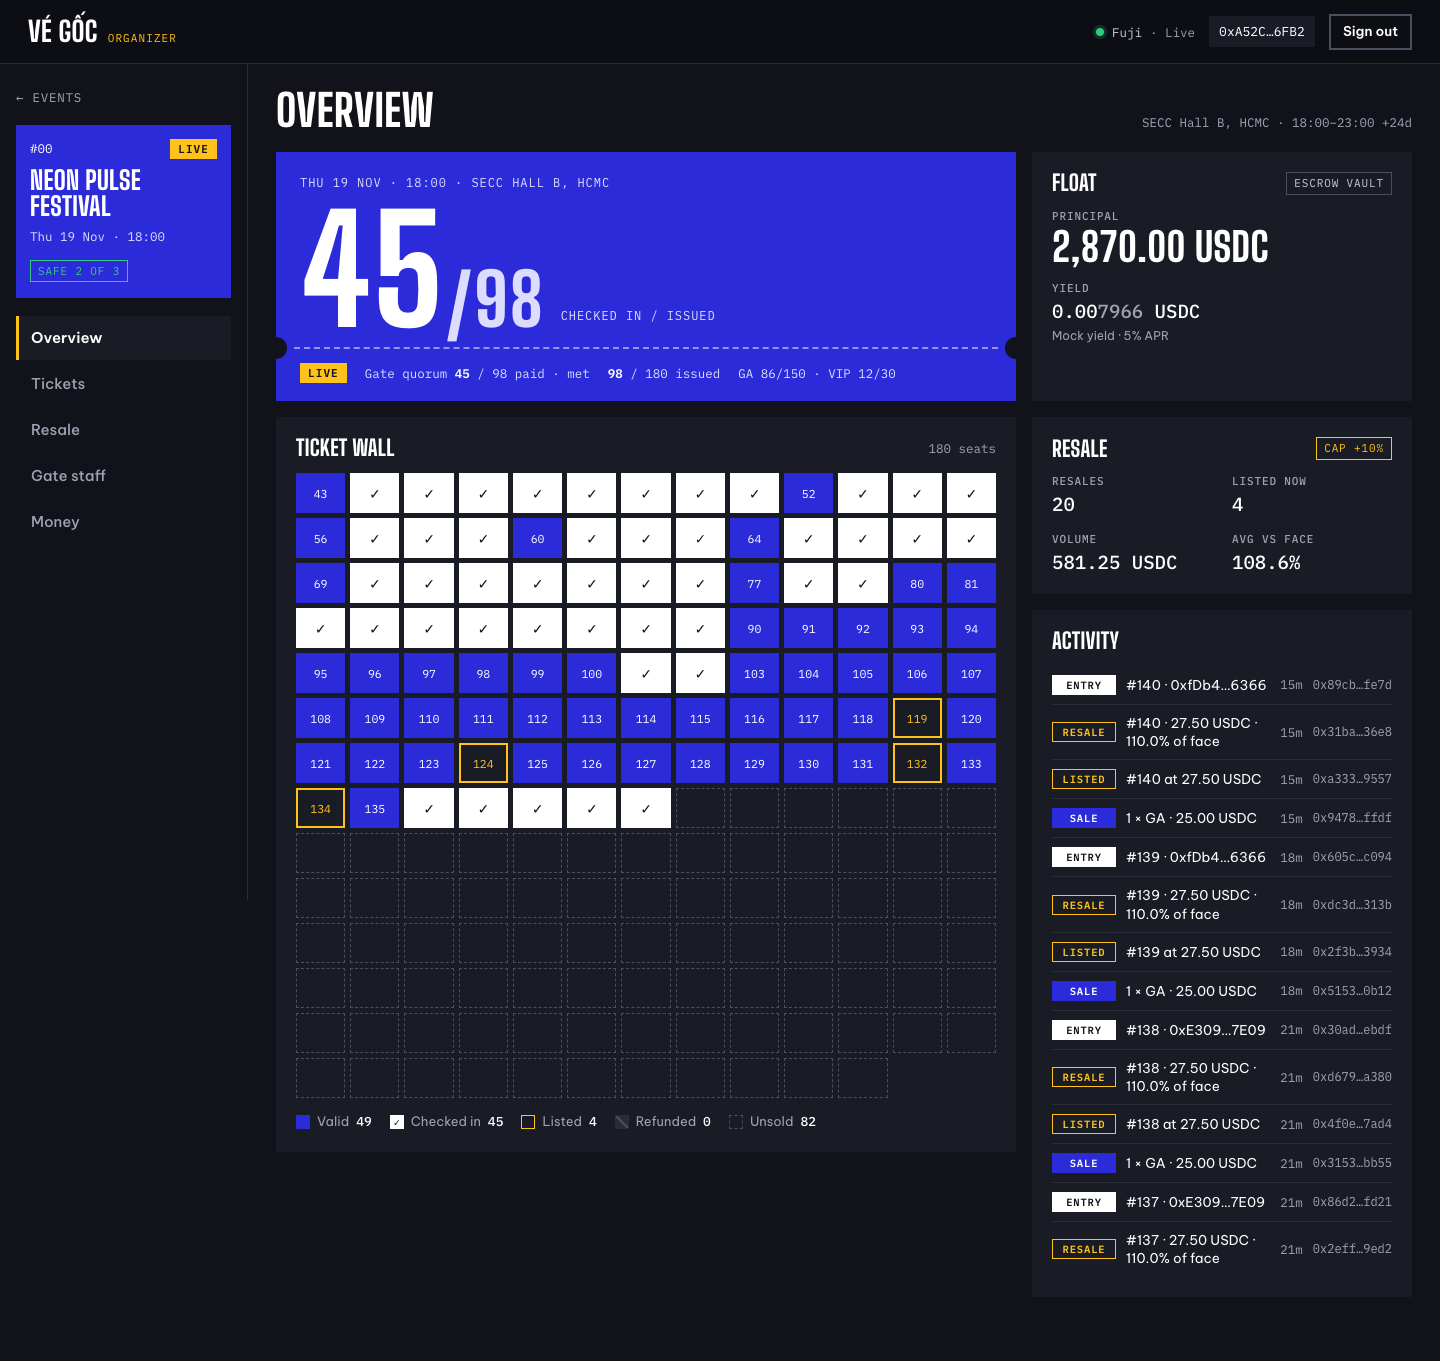 VÉ GỐC ORGANIZER
Fuji · Live 0xA52C…6FB2 Sign out
← EVENTS
#00 LIVE
NEON PULSE
FESTIVAL
Thu 19 Nov · 18:00
SAFE 2 OF 3
Overview
Tickets
Resale
Gate staff
Money
OVERVIEW
SECC Hall B, HCMC · 18:00–23:00 +24d
THU 19 NOV · 18:00 · SECC HALL B, HCMC
45/98 CHECKED IN / ISSUED
LIVE Gate quorum 45 / 98 paid · met 98 / 180 issued GA 86/150 · VIP 12/30
FLOAT ESCROW VAULT
PRINCIPAL
2,870.00 USDC
YIELD
0.007966 USDC
Mock yield · 5% APR
TICKET WALL 180 seats
43 ✓ ✓ ✓ ✓ ✓ ✓ ✓ ✓ 52 ✓ ✓ ✓
56 ✓ ✓ ✓ 60 ✓ ✓ ✓ 64 ✓ ✓ ✓ ✓
69 ✓ ✓ ✓ ✓ ✓ ✓ ✓ 77 ✓ ✓ 80 81
✓ ✓ ✓ ✓ ✓ ✓ ✓ ✓ 90 91 92 93 94
95 96 97 98 99 100 ✓ ✓ 103 104 105 106 107
108 109 110 111 112 113 114 115 116 117 118 119 120
121 122 123 124 125 126 127 128 129 130 131 132 133
134 135 ✓ ✓ ✓ ✓ ✓
Valid 49 ✓ Checked in 45 Listed 4 Refunded 0 Unsold 82
RESALE CAP +10%
RESALES LISTED NOW
20 4
VOLUME AVG VS FACE
581.25 USDC 108.6%
ACTIVITY
ENTRY #140 · 0xfDb4…6366 15m 0x89cb…fe7d
RESALE #140 · 27.50 USDC · 15m 0x31ba…36e8
110.0% of face
LISTED #140 at 27.50 USDC 15m 0xa333…9557
SALE 1 × GA · 25.00 USDC 15m 0x9478…ffdf
ENTRY #139 · 0xfDb4…6366 18m 0x605c…c094
RESALE #139 · 27.50 USDC · 18m 0xdc3d…313b
110.0% of face
LISTED #139 at 27.50 USDC 18m 0x2f3b…3934
SALE 1 × GA · 25.00 USDC 18m 0x5153…0b12
ENTRY #138 · 0xE309…7E09 21m 0x30ad…ebdf
RESALE #138 · 27.50 USDC · 21m 0xd679…a380
110.0% of face
LISTED #138 at 27.50 USDC 21m 0x4f0e…7ad4
SALE 1 × GA · 25.00 USDC 21m 0x3153…bb55
ENTRY #137 · 0xE309…7E09 21m 0x86d2…fd21
RESALE #137 · 27.50 USDC · 21m 0x2eff…9ed2
110.0% of face